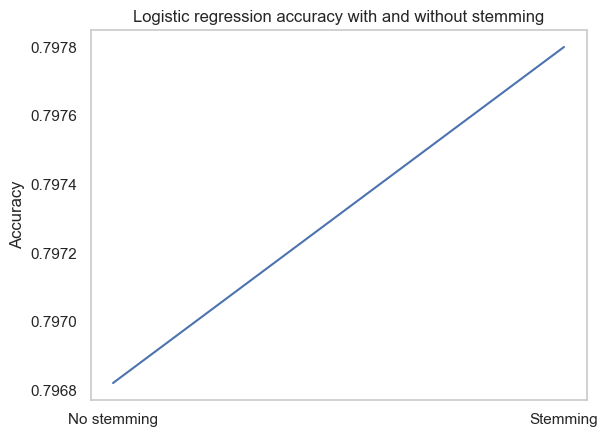 Logistic regression accuracy with and without stemming
0.7978
0.7976
0.7974
0.7972
0.7970
0.7968
Accuracy
No stemming
Stemming